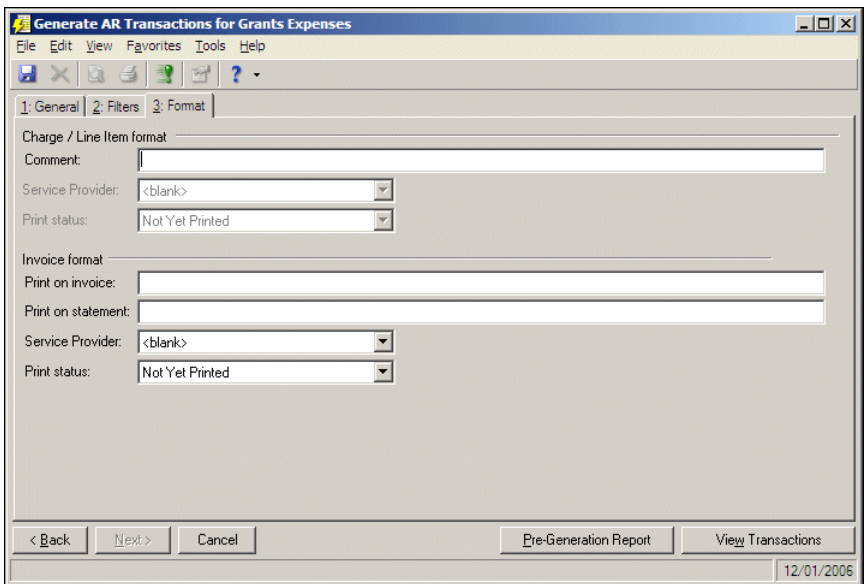 Generate AR Transactions for Grants Expenses
File Edit View Favorites Tools Help
?
1: General 2: Filters 3: Format
Charge / Line Item format
Comment:
Service Provider: <blank>
Print status: Not Yet Printed
Invoice format
Print on invoice:
Print on statement:
Service Provider: <blank>
Print status: Not Yet Printed
< Back Next > Cancel Pre-Generation Report View Transactions
12/01/2006